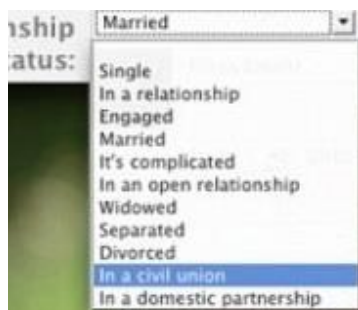 nship
Married
atus:
Single
In a relationship
Engaged
Married
It's complicated
In an open relationship
Widowed
Separated
Divorced
In a civil union
In a domestic partnership